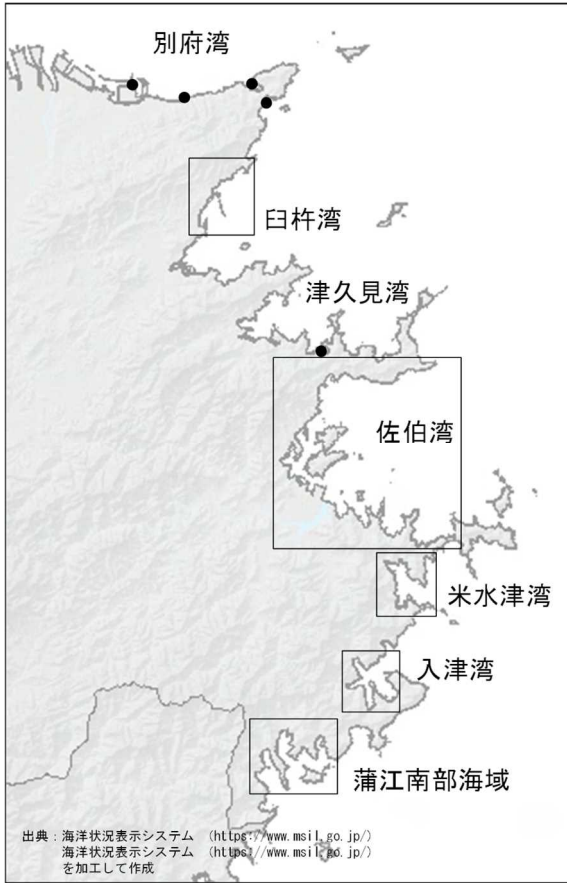 別府湾
臼杵湾
津久見湾
佐伯湾
米水津湾
入津湾
蒲江南部海域
出典：海洋状況表示システム （https://www.msil.go.jp/）
海洋状況表示システム （https://www.msil.go.jp/）
を加工して作成